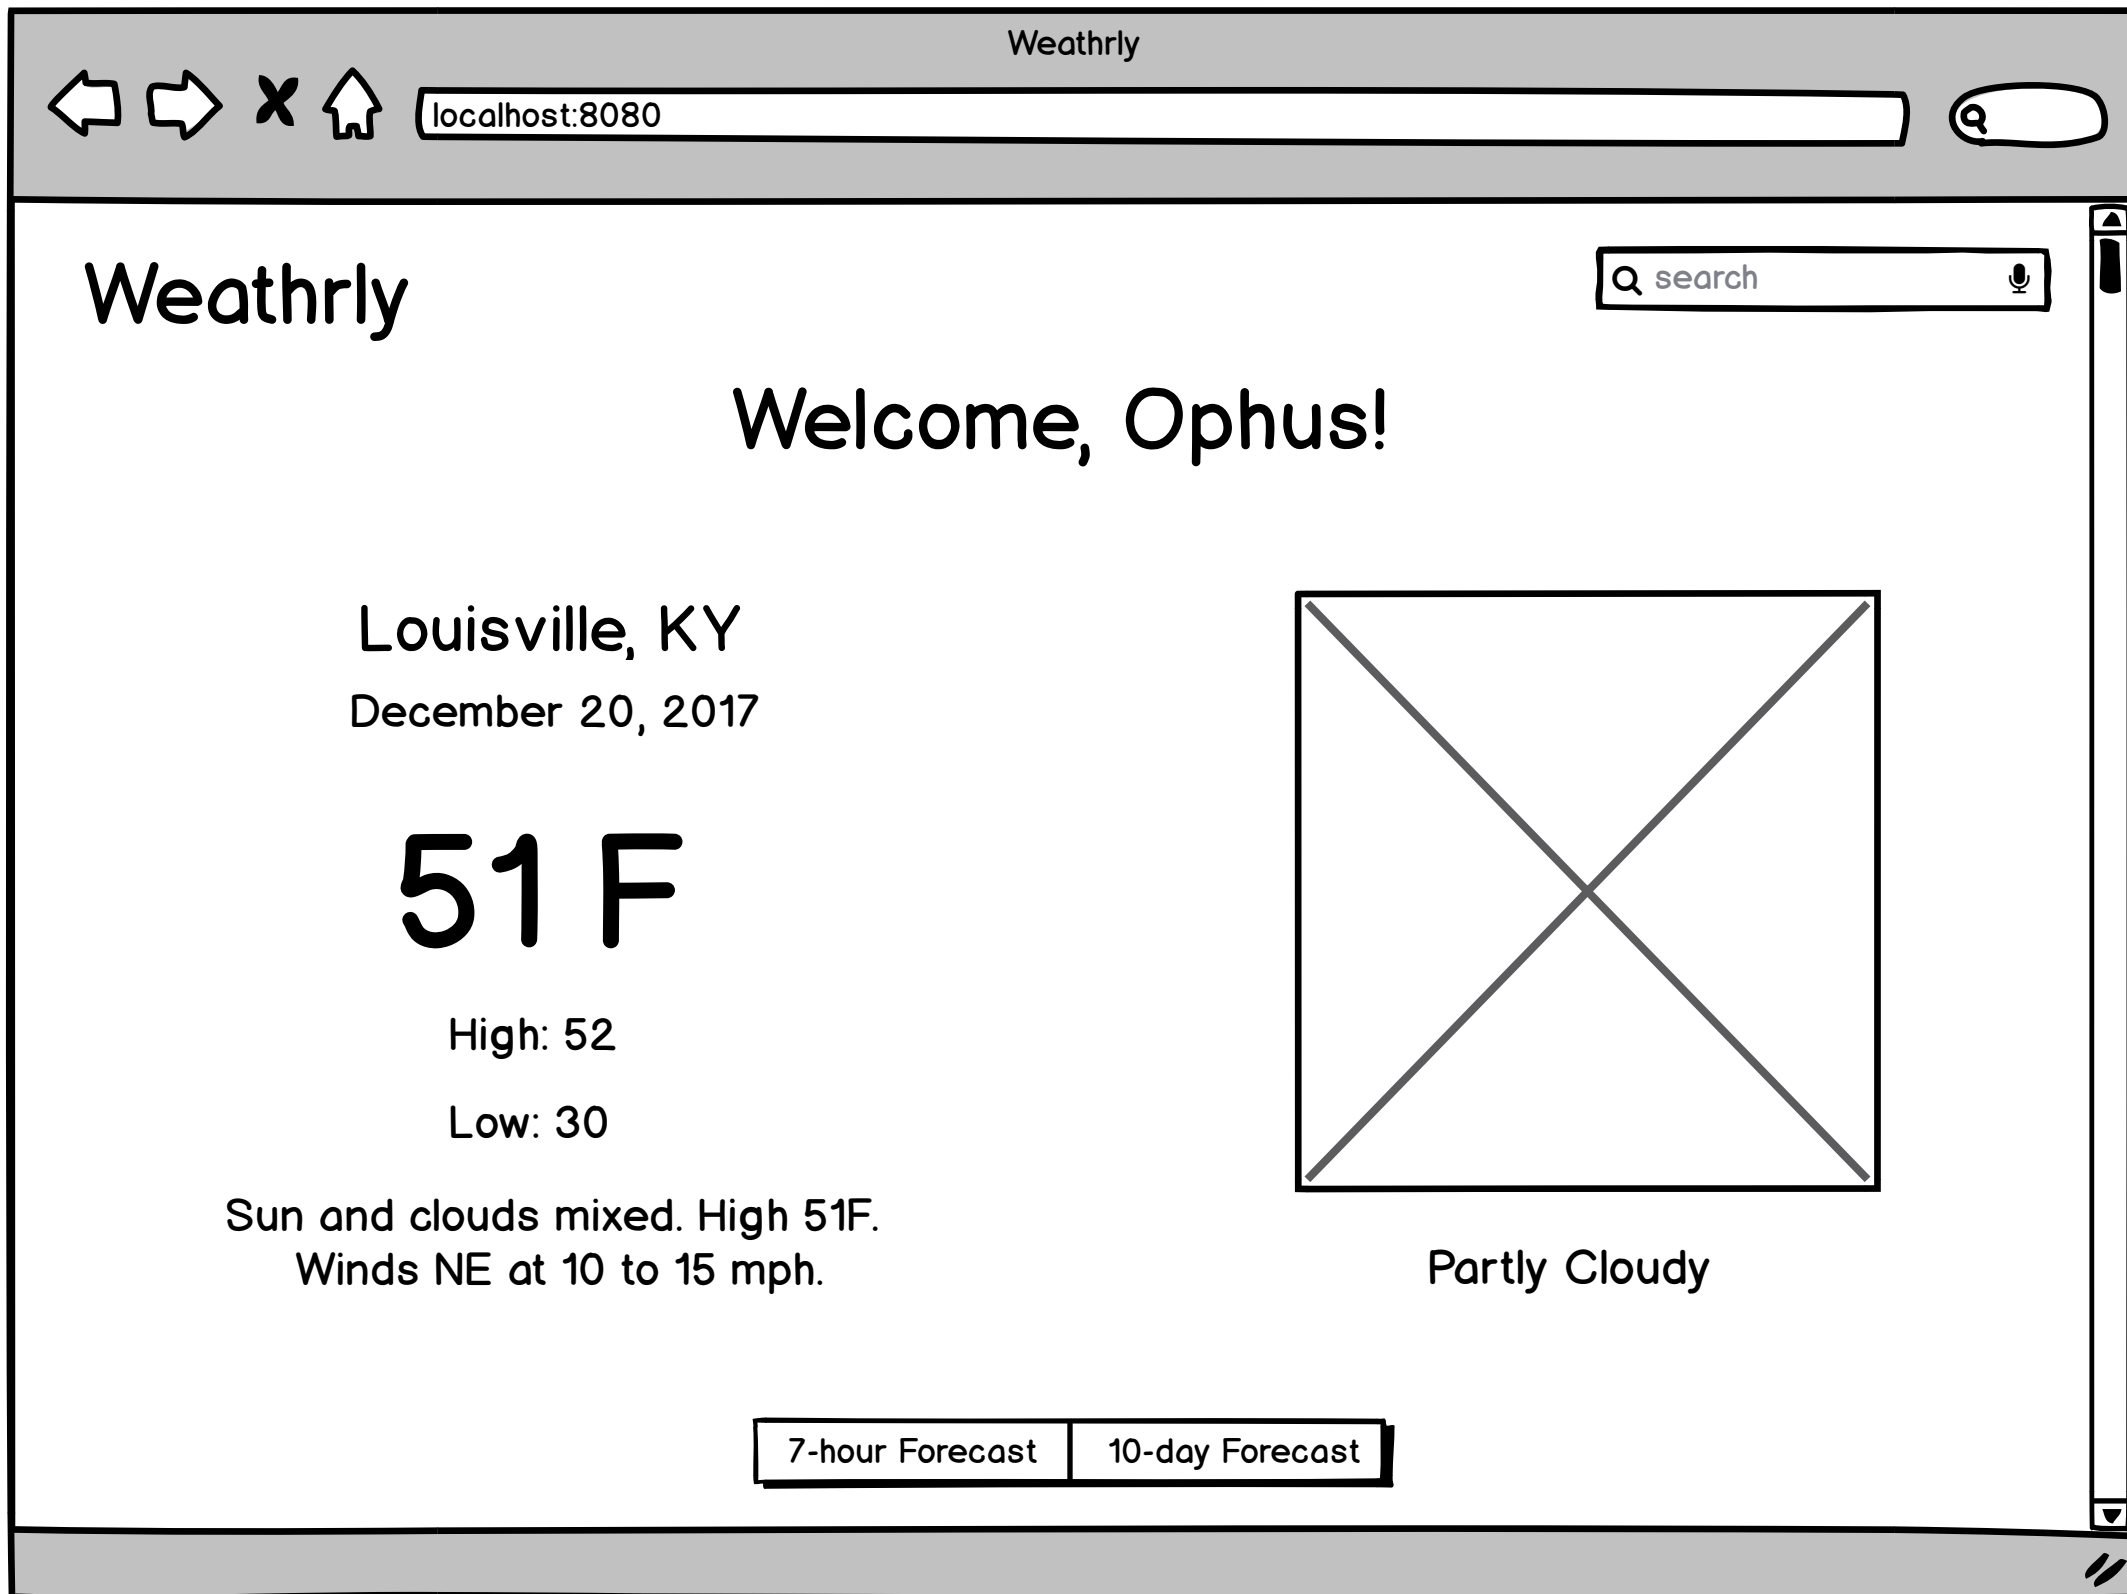 Weathrly
localhost:8080
Weathrly
search
Welcome, Ophus!
Louisville, KY
December 20, 2017
51 F
High: 52
Low: 30
Sun and clouds mixed. High 51F.
Winds NE at 10 to 15 mph.
Partly Cloudy
7-hour Forecast
10-day Forecast